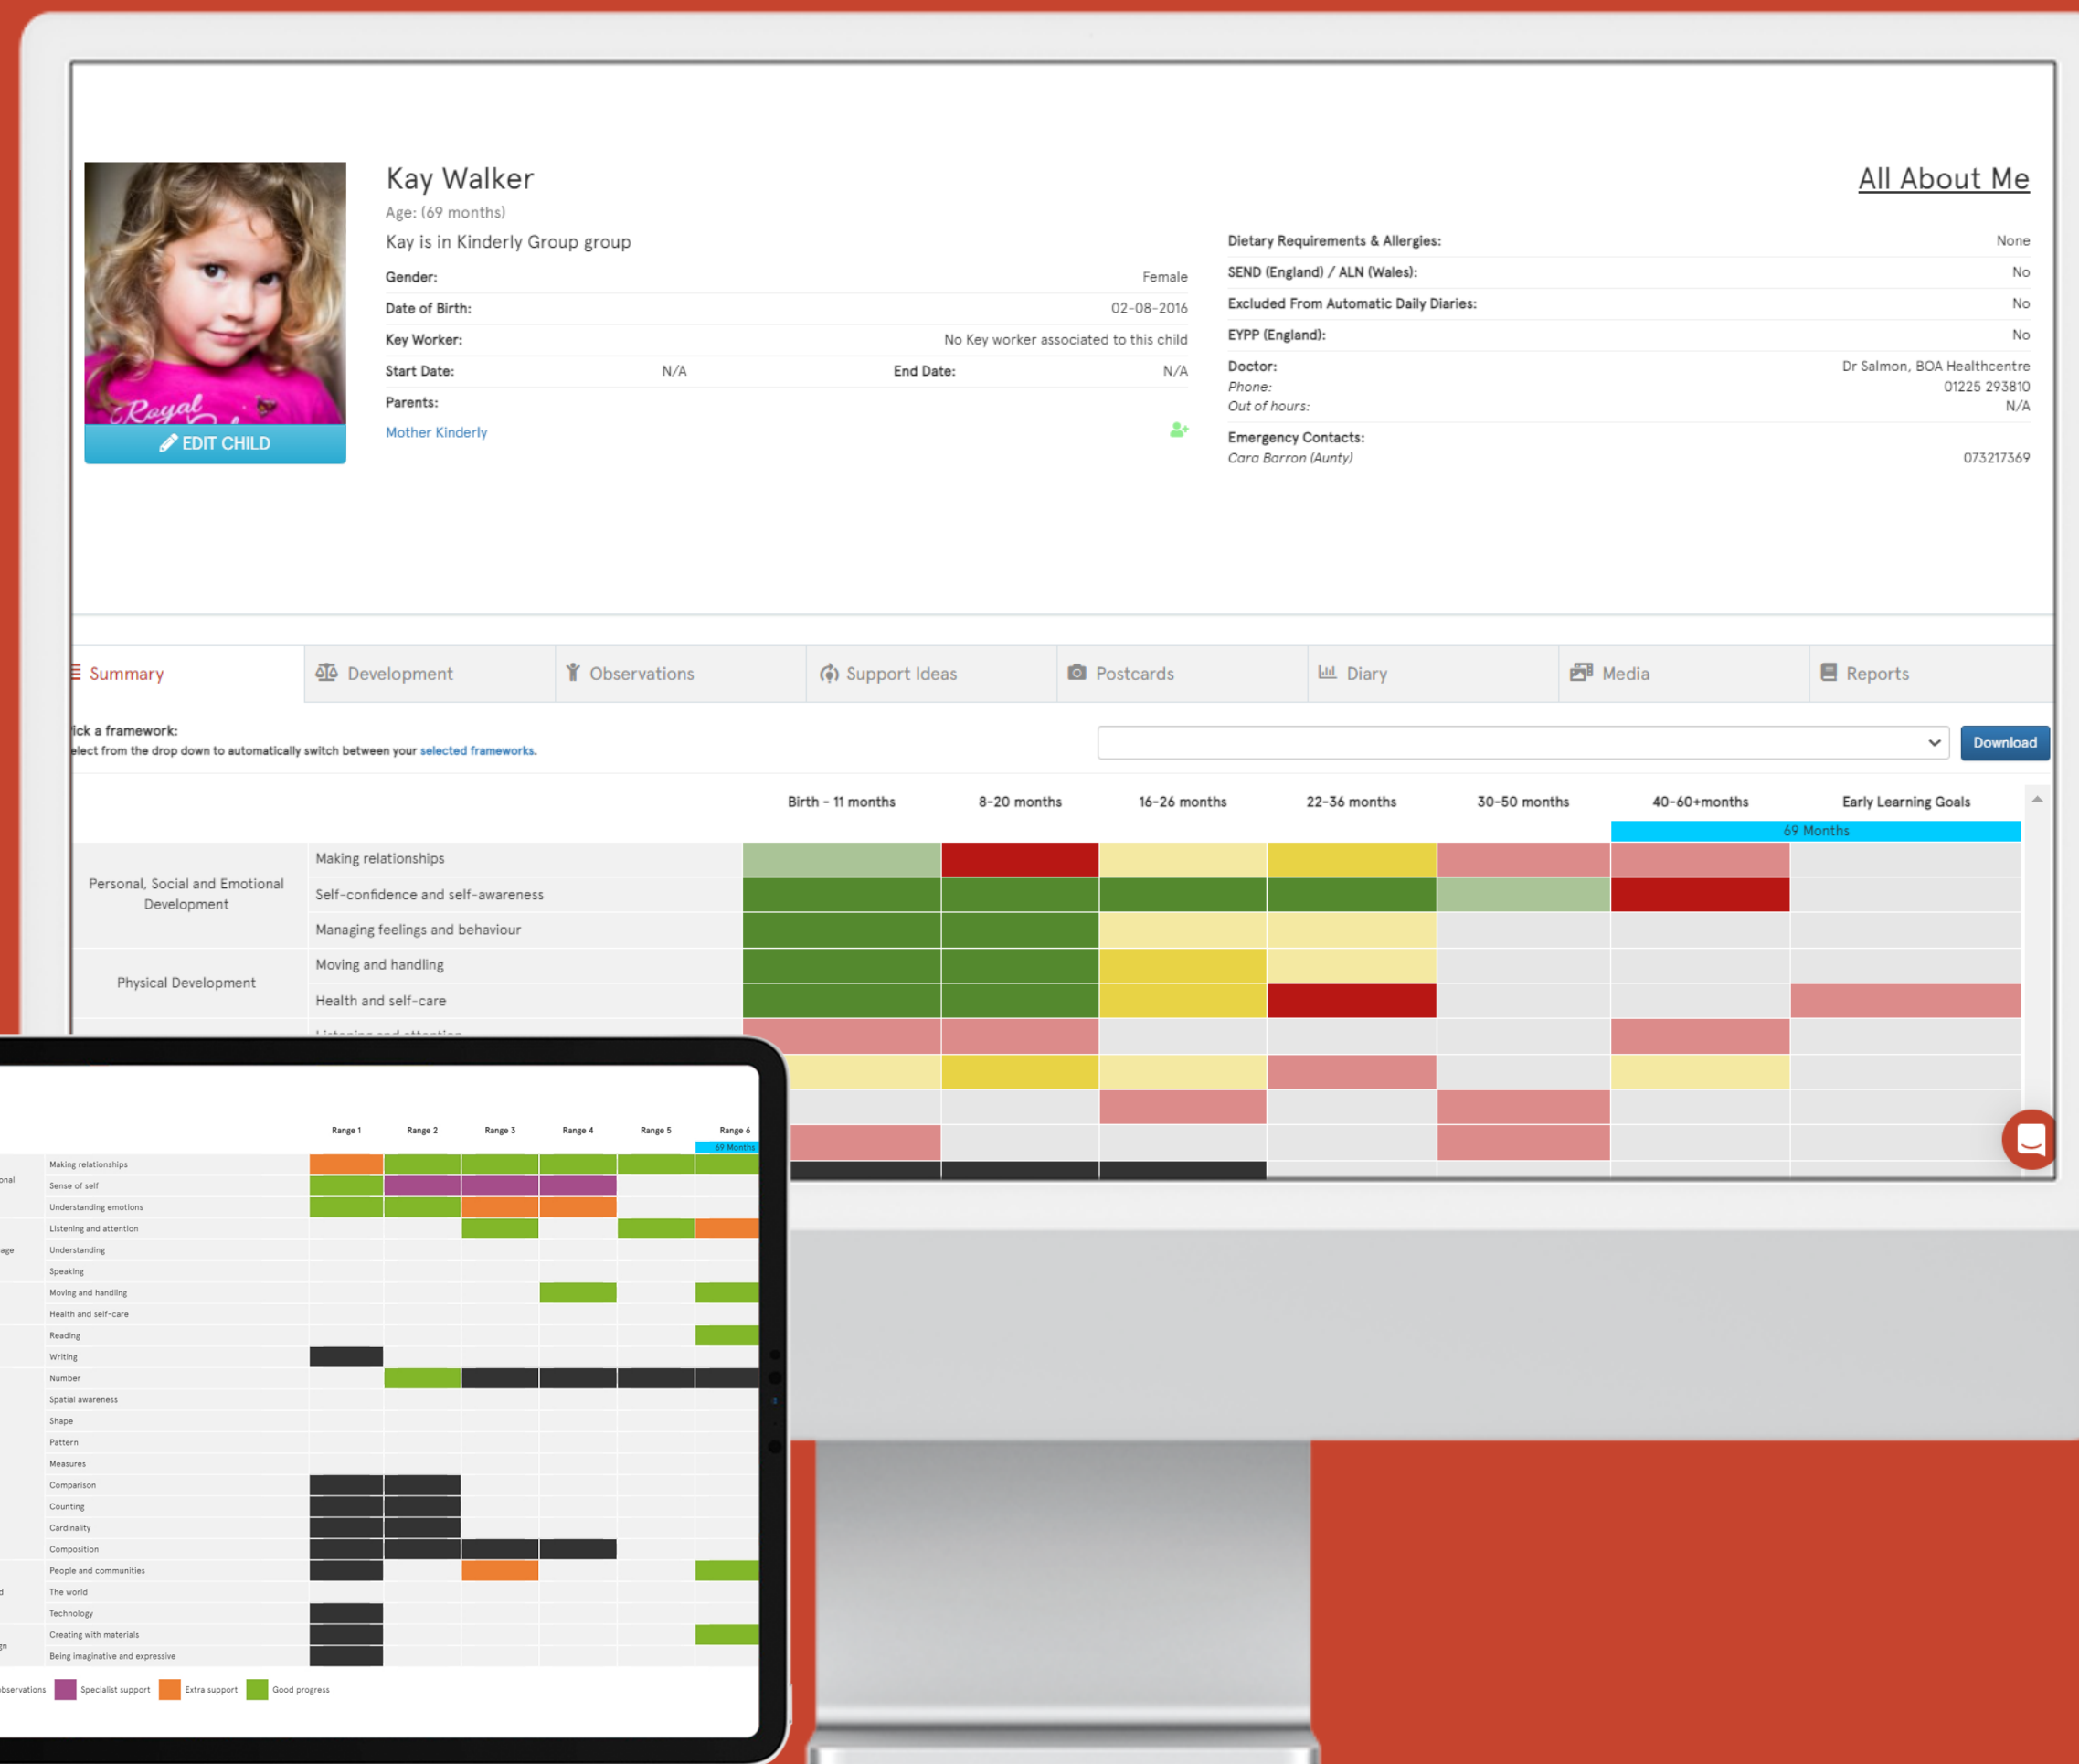 Kay Walker
Age: (69 months)
Kay is in Kinderly Group group
Gender: Female
Date of Birth: 02-08-2016
Key Worker: No Key worker associated to this child
Start Date: N/A End Date: N/A
Parents:
Mother Kinderly
Royal
EDIT CHILD
All About Me
Dietary Requirements & Allergies: None
SEND (England) / ALN (Wales): No
Excluded From Automatic Daily Diaries: No
EYPP (England): No
Doctor: Dr Salmon, BOA Healthcentre
Phone: 01225 293810
Out of hours: N/A
Emergency Contacts:
Cara Barron (Aunty) 073217369
Summary Development Observations Support Ideas Postcards Diary Media Reports
ick a framework:
elect from the drop down to automatically switch between your selected frameworks.
Download
Birth - 11 months 8-20 months 16-26 months 22-36 months 30-50 months 40-60+months Early Learning Goals
69 Months
Personal, Social and Emotional
Development
Making relationships
Self-confidence and self-awareness
Managing feelings and behaviour
Physical Development
Moving and handling
Health and self-care
Listening and attention
Range 1 Range 2 Range 3 Range 4 Range 5 Range 6
69 Months
Making relationships
onal
Sense of self
Understanding emotions
Listening and attention
age
Understanding
Speaking
Moving and handling
Health and self-care
Reading
Writing
Number
Spatial awareness
Shape
Pattern
Measures
Comparison
Counting
Cardinality
Composition
People and communities
d
The world
Technology
Creating with materials
gn
Being imaginative and expressive
bservations Specialist support Extra support Good progress